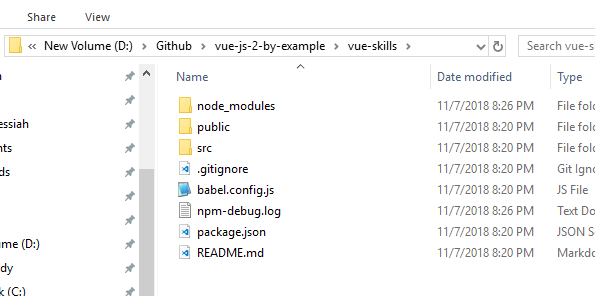 Share View
« New Volume (D:) > Github > vue-js-2-by-example > vue-skills > Search vue-s
Name Date modified Type
node_modules 11/7/2018 8:26 PM File fol
essiah public 11/7/2018 8:20 PM File fol
nts src 11/7/2018 8:20 PM File fol
ds .gitignore 11/7/2018 8:20 PM Git Igno
babel.config.js 11/7/2018 8:20 PM JS File
npm-debug.log 11/7/2018 8:26 PM Text Do
package.json 11/7/2018 8:20 PM JSON S
ume (D:) README.md 11/7/2018 8:20 PM Markdo
dy
k (C:)